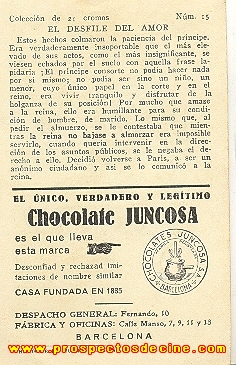 Colección de 21 cromos Núm. 15
EL DESFILE DEL AMOR
Estos hechos colmaron la paciencia del príncipe.
Era verdaderamente insoportable que el más eleva-
do de sus actos, como el más insignificante, se
viesen echados por el suelo con aquella frase la-
pidaria ¡El príncipe consorte no podía hacer nada
por sí mismo; no podía ser sino un niño, un
menor, cuyo único papel en la corte y en el
reino, era vivir tranquilo y disfrutar de la
holganza de su posición! Por mucho que amase
a la reina, ello era humillante para su condi-
ción de hombre, de marido. Lo mismo que, al
pedir el almuerzo, se le contestaba que mien-
tras la reina no bajase a almorzar era imposible
servirlo, cuando quería intervenir en la direc-
ción de los asuntos públicos, se le negaba el de-
recho a ello. Decidió volverse a París, a ser un
anónimo ciudadano y así se lo comunicó a la
reina.
EL ÚNICO, VERDADERO Y LEGÍTIMO
Chocolate JUNCOSA
es el que lleva
esta marca
Desconfiad y rechazad imi-
taciones de nombre similar
CASA FUNDADA EN 1835
CHOCOLATES JUNCOSA S.A.
BARCELONA
DESPACHO GENERAL: Fernando, 10
FÁBRICA Y OFICINAS: Calle Manso, 7, 9, 11 y 13
BARCELONA
www.prospectosdecine.com